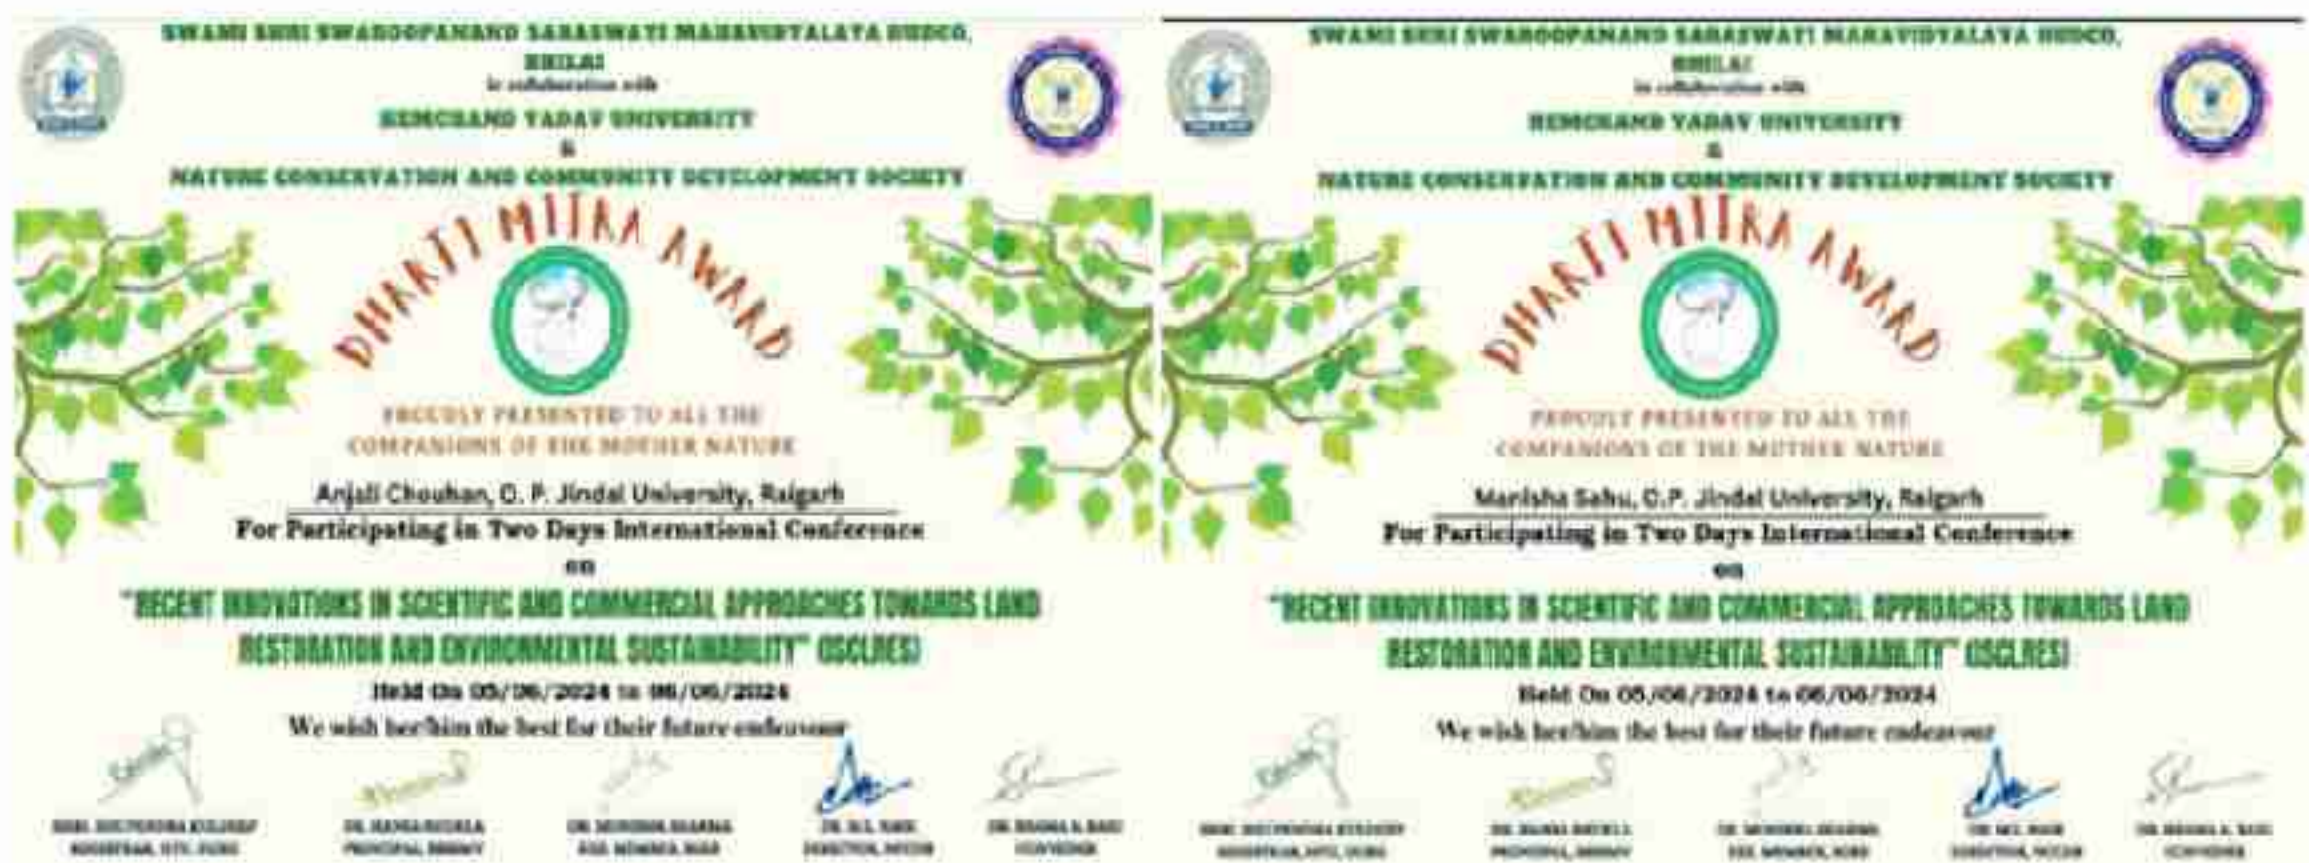 SWAMI SHRI SWAROOPANAND SARASWATI MAHAVIDYALAYA HUDCO,
BHILAI
in collaboration with
HEMCHAND YADAV UNIVERSITY
&
NATURE CONSERVATION AND COMMUNITY DEVELOPMENT SOCIETY
DHARTI MITRA AWARD
PROUDLY PRESENTED TO ALL THE
COMPANIONS OF THE MOTHER NATURE
Anjali Chouhan, O. P. Jindal University, Raigarh
For Participating in Two Days International Conference
on
"RECENT INNOVATIONS IN SCIENTIFIC AND COMMERCIAL APPROACHES TOWARDS LAND
RESTORATION AND ENVIRONMENTAL SUSTAINABILITY" (ISCLRES)
Held On 05/06/2024 to 06/06/2024
We wish her/him the best for their future endeavour
SWAMI SHRI SWAROOPANAND SARASWATI MAHAVIDYALAYA HUDCO,
BHILAI
in collaboration with
HEMCHAND YADAV UNIVERSITY
&
NATURE CONSERVATION AND COMMUNITY DEVELOPMENT SOCIETY
DHARTI MITRA AWARD
PROUDLY PRESENTED TO ALL THE
COMPANIONS OF THE MOTHER NATURE
Manisha Sahu, O.P. Jindal University, Raigarh
For Participating in Two Days International Conference
on
"RECENT INNOVATIONS IN SCIENTIFIC AND COMMERCIAL APPROACHES TOWARDS LAND
RESTORATION AND ENVIRONMENTAL SUSTAINABILITY" (ISCLRES)
Held On 05/06/2024 to 06/06/2024
We wish her/him the best for their future endeavour